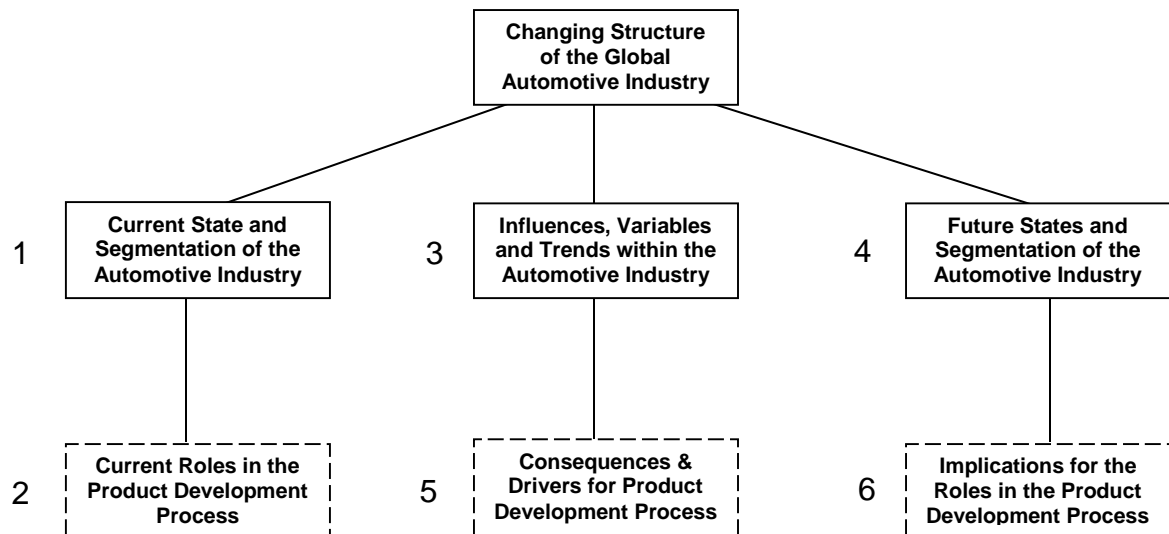 Changing Structure
of the Global
Automotive Industry
1
Current State and
Segmentation of the
Automotive Industry
3
Influences, Variables
and Trends within the
Automotive Industry
4
Future States and
Segmentation of the
Automotive Industry
2
Current Roles in the
Product Development
Process
5
Consequences &
Drivers for Product
Development Process
6
Implications for the
Roles in the Product
Development Process